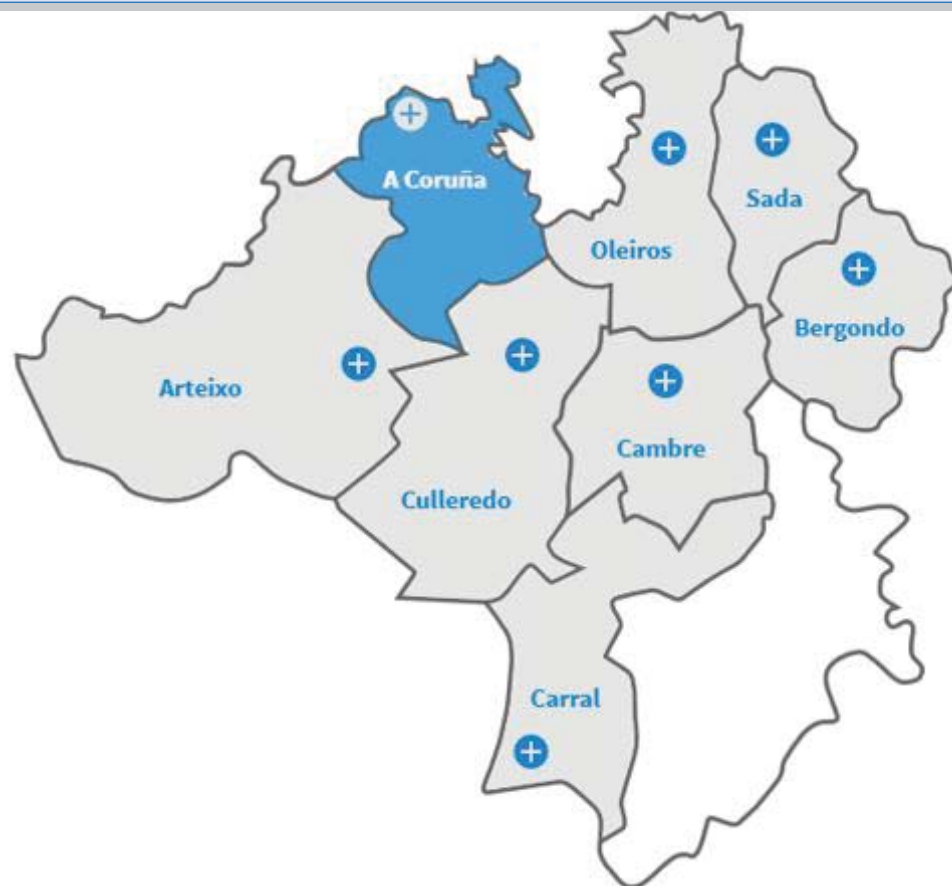 A Coruña
Sada
Oleiros
Bergondo
Arteixo
Cambre
Culleredo
Carral